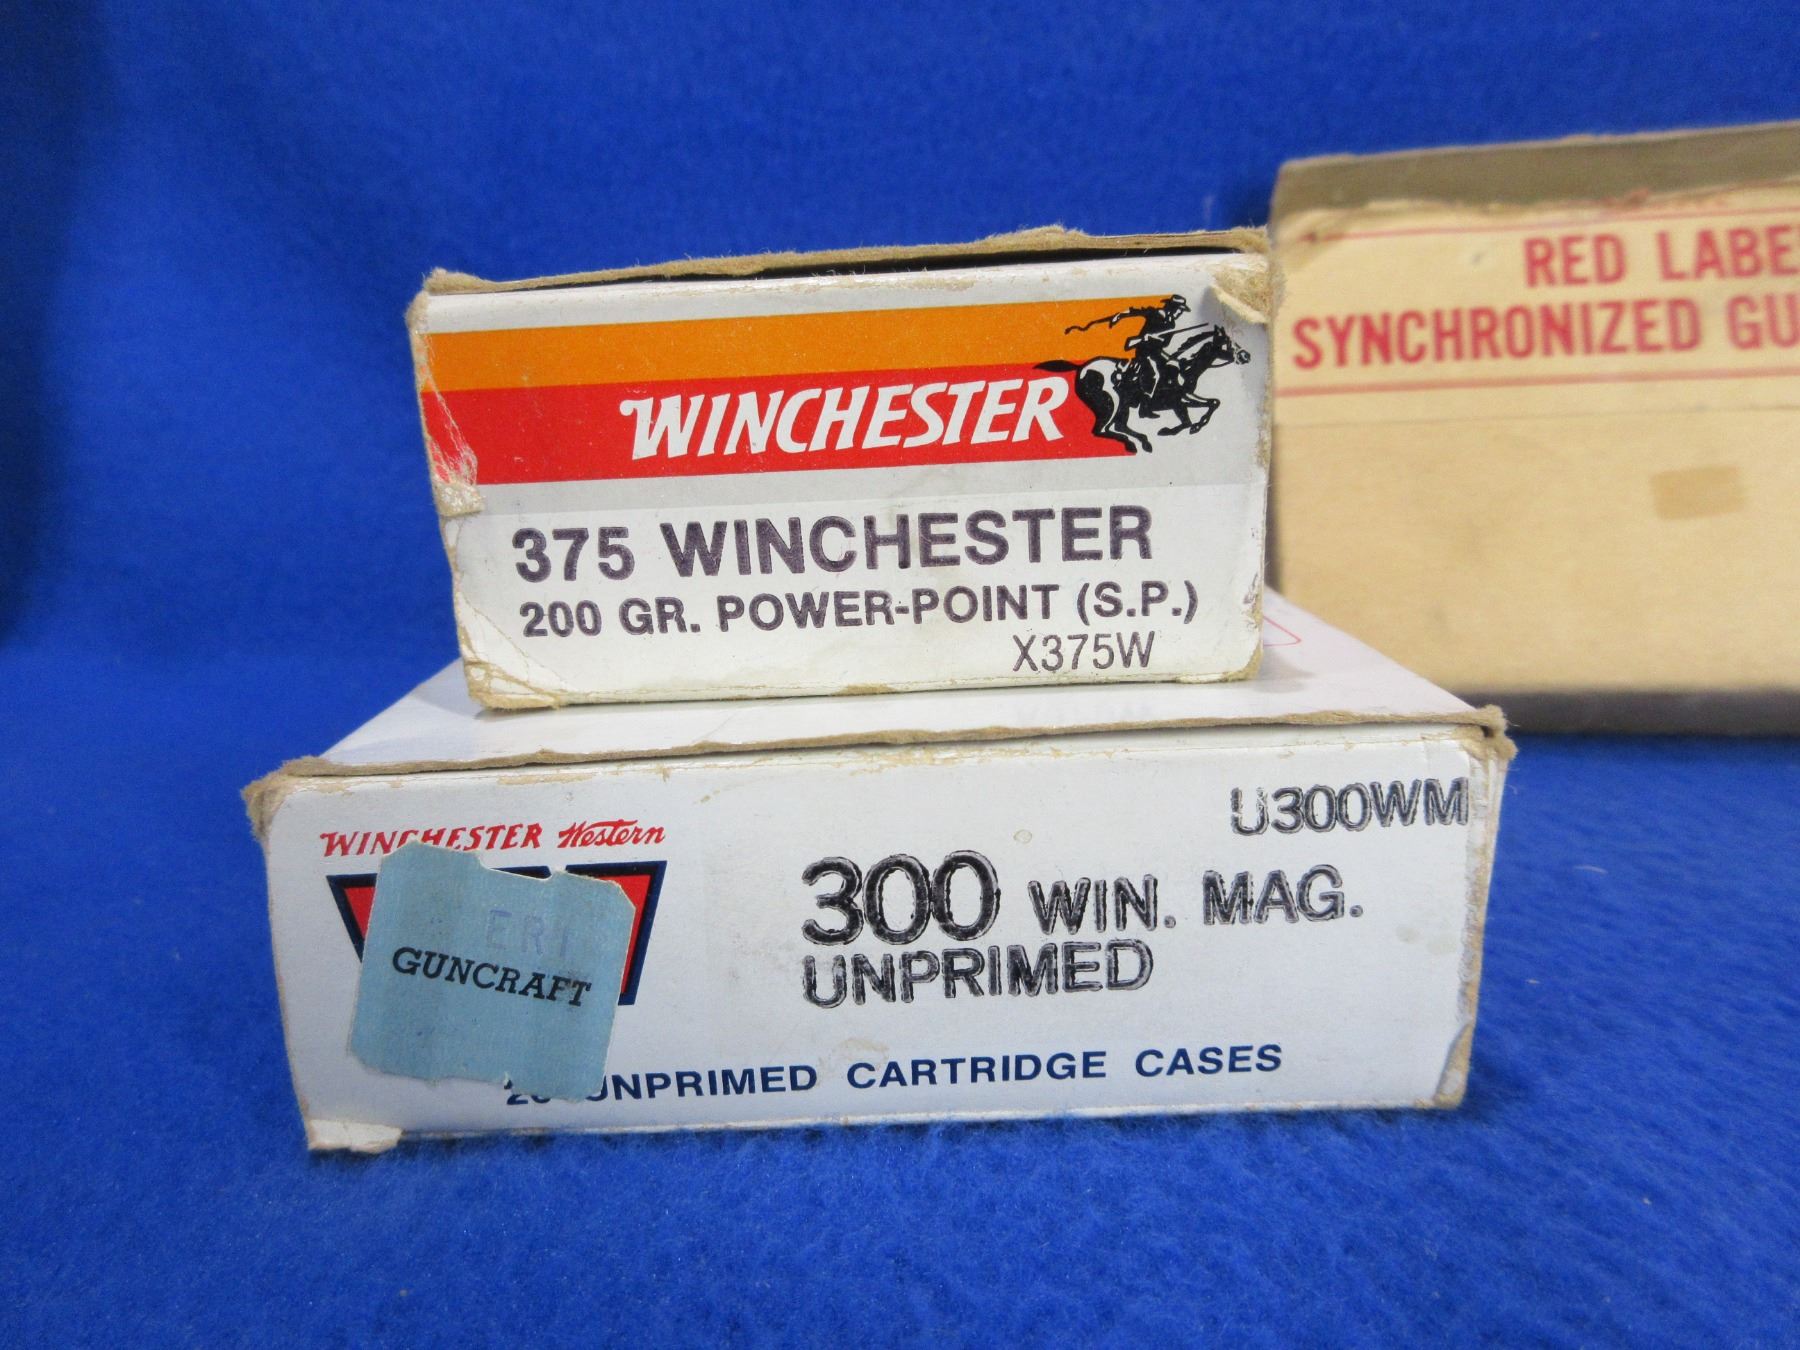 WINCHESTER
375 WINCHESTER
200 GR. POWER-POINT (S.P.)
X375W
RED LABE
SYNCHRONIZED GU
U300WM
WINCHESTER Western
300 WIN. MAG.
UNPRIMED
ERI
GUNCRAFT
UNPRIMED CARTRIDGE CASES